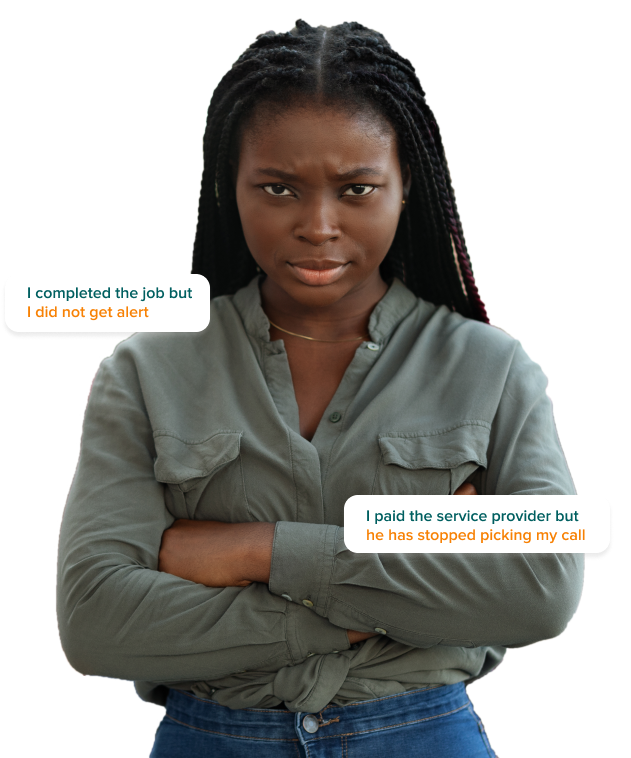 I completed the job but
I did not get alert
I paid the service provider but
he has stopped picking my call